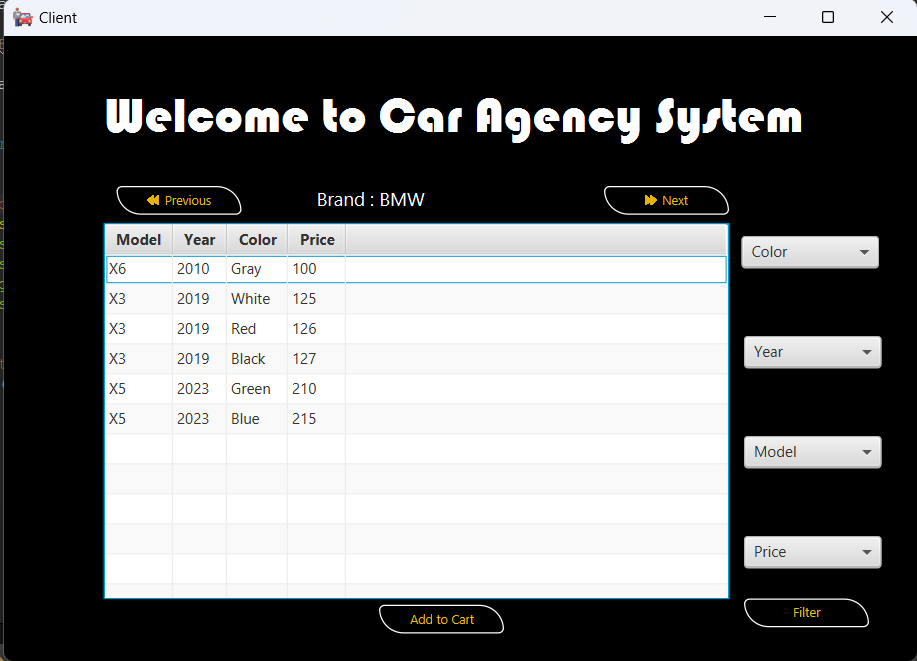 Client
Welcome to Car Agency System
Previous Brand : BMW Next
Model Year Color Price
X6 2010 Gray 100
X3 2019 White 125
X3 2019 Red 126
X3 2019 Black 127
X5 2023 Green 210
X5 2023 Blue 215
Color
Year
Model
Price
Add to Cart
Filter